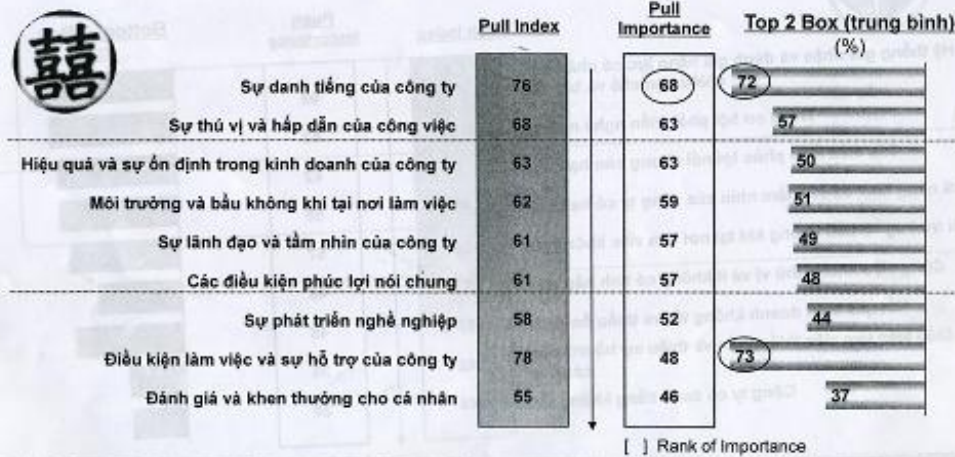 囍
Pull Index
Pull Importance
Top 2 Box (trung bình) (%)
Sự danh tiếng của công ty 76 68 72
Sự thú vị và hấp dẫn của công việc 68 63 57
Hiệu quả và sự ổn định trong kinh doanh của công ty 63 63 50
Môi trường và bầu không khí tại nơi làm việc 62 59 51
Sự lãnh đạo và tầm nhìn của công ty 61 57 49
Các điều kiện phúc lợi nói chung 61 57 48
Sự phát triển nghề nghiệp 58 52 44
Điều kiện làm việc và sự hỗ trợ của công ty 78 48 73
Đánh giá và khen thưởng cho cá nhân 55 46 37
[ ] Rank of Importance